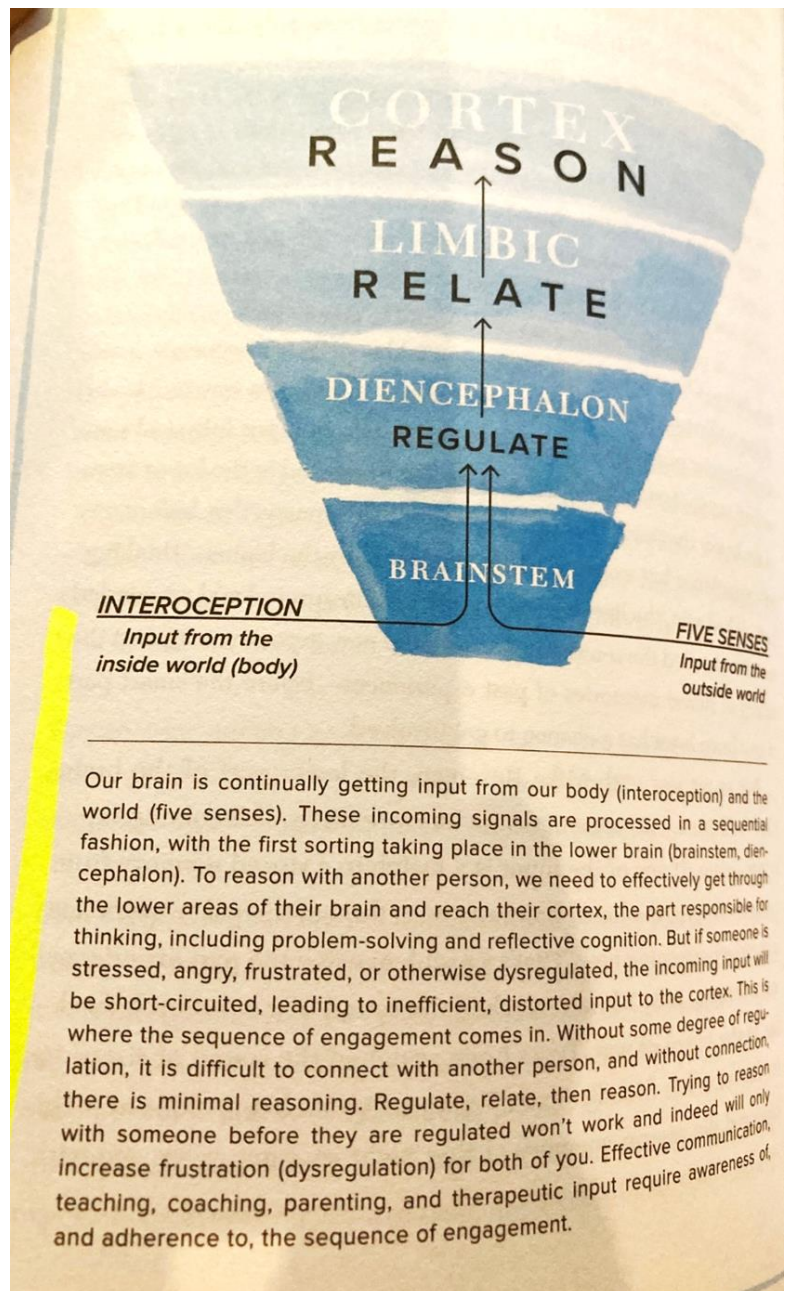 CORTEX
REASON
LIMBIC
RELATE
DIENCEPHALON
REGULATE
BRAINSTEM
INTEROCEPTION
Input from the
inside world (body)
FIVE SENSES
Input from the
outside world
Our brain is continually getting input from our body (interoception) and the
world (five senses). These incoming signals are processed in a sequential
fashion, with the first sorting taking place in the lower brain (brainstem, dien-
cephalon). To reason with another person, we need to effectively get through
the lower areas of their brain and reach their cortex, the part responsible for
thinking, including problem-solving and reflective cognition. But if someone is
stressed, angry, frustrated, or otherwise dysregulated, the incoming input will
be short-circuited, leading to inefficient, distorted input to the cortex. This is
where the sequence of engagement comes in. Without some degree of regu-
lation, it is difficult to connect with another person, and without connection,
there is minimal reasoning. Regulate, relate, then reason. Trying to reason
with someone before they are regulated won't work and indeed will only
increase frustration (dysregulation) for both of you. Effective communication,
teaching, coaching, parenting, and therapeutic input require awareness of,
and adherence to, the sequence of engagement.